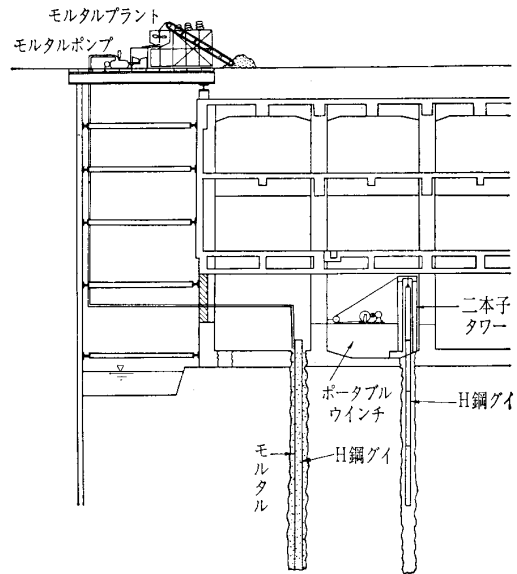 モルタルプラント
モルタルポンプ
二本子
タワー
ポータブル
ウインチ
H鋼グイ
モルタル
H鋼グイ